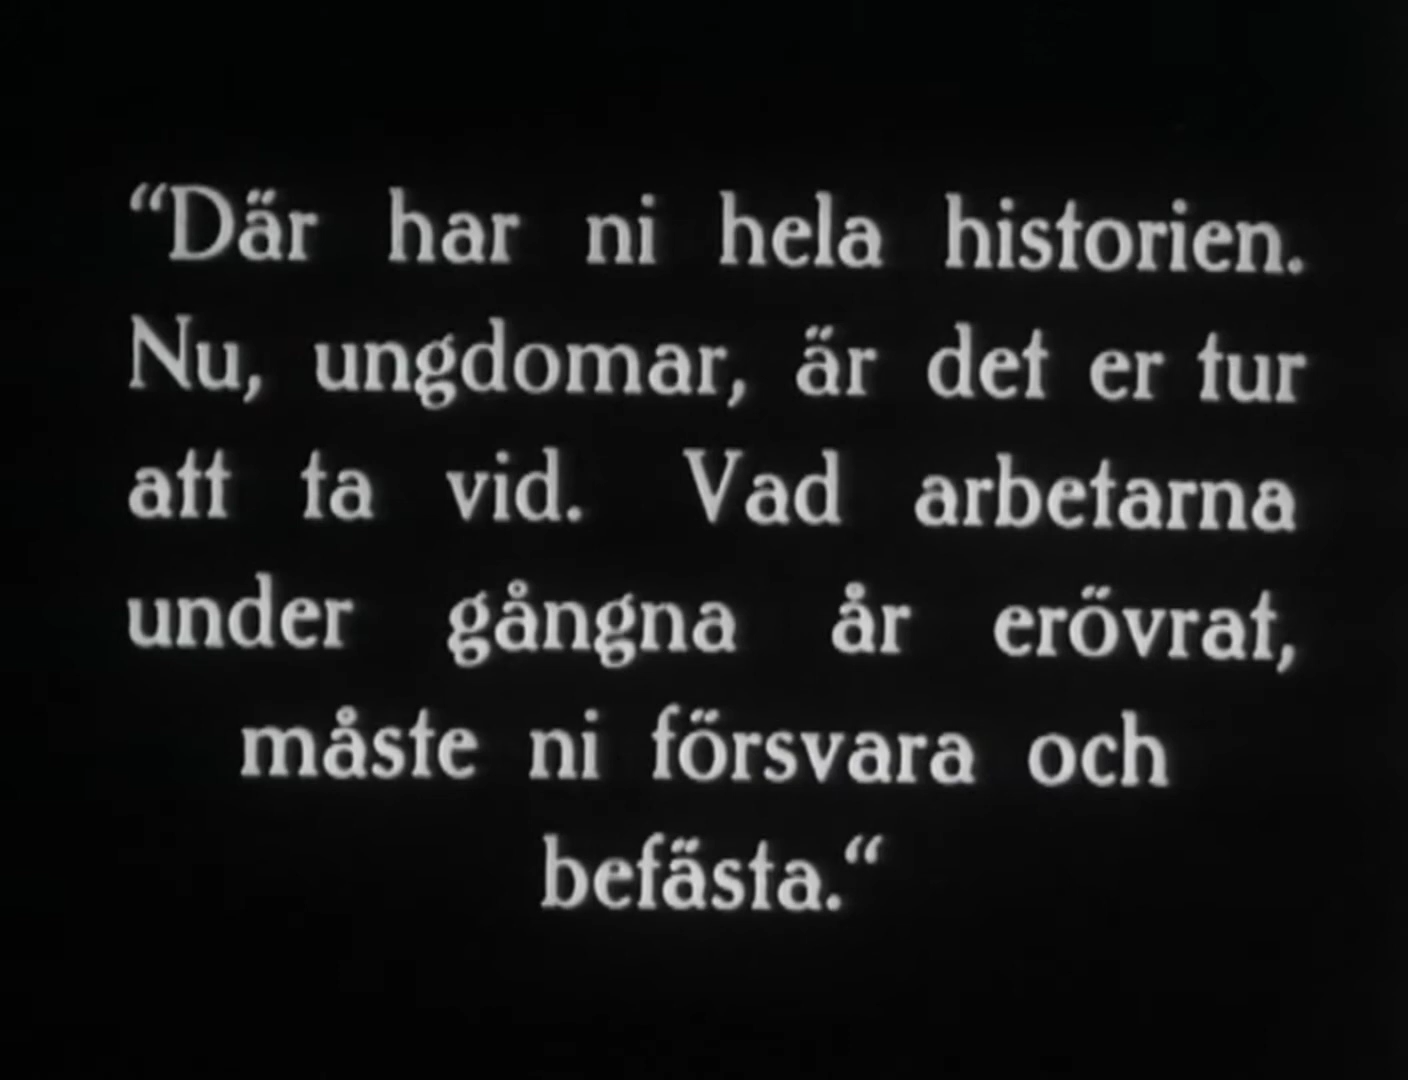 “Där har ni hela historien.
Nu, ungdomar, är det er tur
att ta vid. Vad arbetarna
under gångna år erövrat,
måste ni försvara och
befästa.“